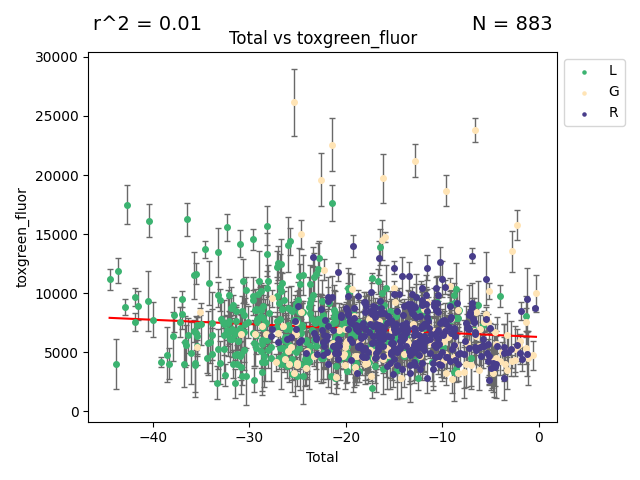 r^2 = 0.01
N = 883
Total vs toxgreen_fluor
30000
25000
20000
15000
10000
5000
0
toxgreen_fluor
−40
−30
−20
−10
0
Total
L
G
R